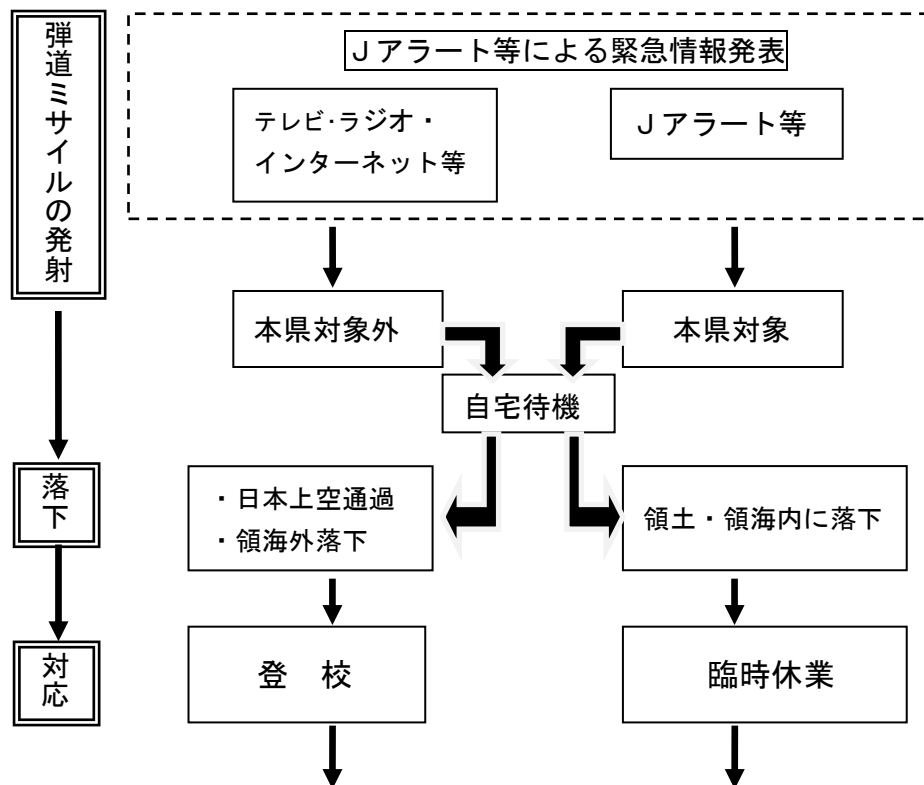 弾道ミサイルの発射
Ｊアラート等による緊急情報発表
テレビ･ラジオ・
インターネット等
Ｊアラート等
本県対象外
本県対象
自宅待機
落下
・日本上空通過
・領海外落下
領土・領海内に落下
対応
登　校
臨時休業